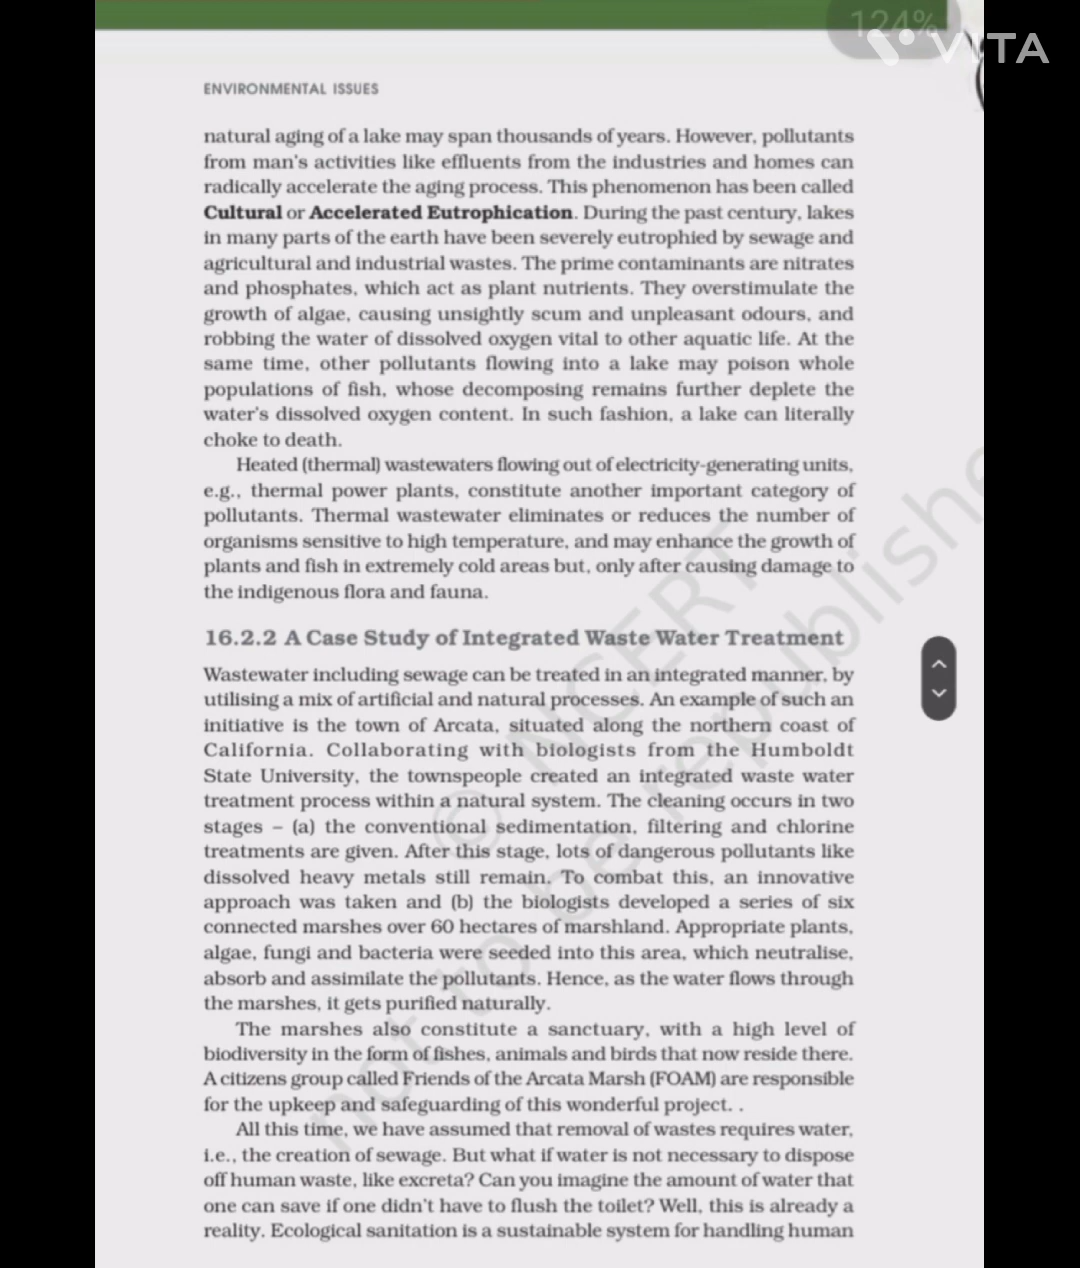 124%
VITA
ENVIRONMENTAL ISSUES
natural aging of a lake may span thousands of years. However, pollutants
from man's activities like effluents from the industries and homes can
radically accelerate the aging process. This phenomenon has been called
Cultural or Accelerated Eutrophication. During the past century, lakes
in many parts of the earth have been severely eutrophied by sewage and
agricultural and industrial wastes. The prime contaminants are nitrates
and phosphates, which act as plant nutrients. They overstimulate the
growth of algae, causing unsightly scum and unpleasant odours, and
robbing the water of dissolved oxygen vital to other aquatic life. At the
same time, other pollutants flowing into a lake may poison whole
populations of fish, whose decomposing remains further deplete the
water's dissolved oxygen content. In such fashion, a lake can literally
choke to death.
Heated (thermal) wastewaters flowing out of electricity-generating units,
e.g., thermal power plants, constitute another important category of
pollutants. Thermal wastewater eliminates or reduces the number of
organisms sensitive to high temperature, and may enhance the growth of
plants and fish in extremely cold areas but, only after causing damage to
the indigenous flora and fauna.
16.2.2 A Case Study of Integrated Waste Water Treatment
Wastewater including sewage can be treated in an integrated manner, by
utilising a mix of artificial and natural processes. An example of such an
initiative is the town of Arcata, situated along the northern coast of
California. Collaborating with biologists from the Humboldt
State University, the townspeople created an integrated waste water
treatment process within a natural system. The cleaning occurs in two
stages – (a) the conventional sedimentation, filtering and chlorine
treatments are given. After this stage, lots of dangerous pollutants like
dissolved heavy metals still remain. To combat this, an innovative
approach was taken and (b) the biologists developed a series of six
connected marshes over 60 hectares of marshland. Appropriate plants,
algae, fungi and bacteria were seeded into this area, which neutralise,
absorb and assimilate the pollutants. Hence, as the water flows through
the marshes, it gets purified naturally.
The marshes also constitute a sanctuary, with a high level of
biodiversity in the form of fishes, animals and birds that now reside there.
A citizens group called Friends of the Arcata Marsh (FOAM) are responsible
for the upkeep and safeguarding of this wonderful project. .
All this time, we have assumed that removal of wastes requires water,
i.e., the creation of sewage. But what if water is not necessary to dispose
off human waste, like excreta? Can you imagine the amount of water that
one can save if one didn't have to flush the toilet? Well, this is already a
reality. Ecological sanitation is a sustainable system for handling human
© NCERT
not to be republishe